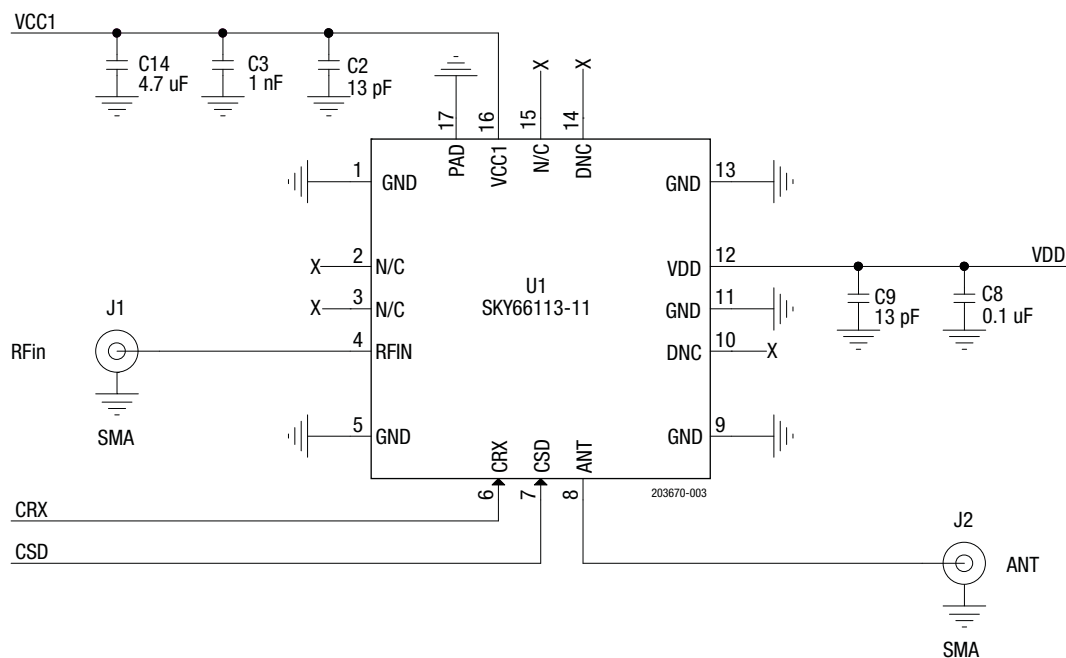 VCC1
C14
4.7 uF
C3
1 nF
C2
13 pF
X
X
17
16
15
14
PAD
VCC1
N/C
DNC
1
GND
GND
13
X
2
N/C
VDD
12
VDD
U1
SKY66113-11
X
3
N/C
GND
11
C9
13 pF
C8
0.1 uF
J1
RFin
4
RFIN
DNC
10
X
SMA
5
GND
GND
9
CRX
CSD
ANT
6
7
8
203670-003
CRX
CSD
J2
ANT
SMA